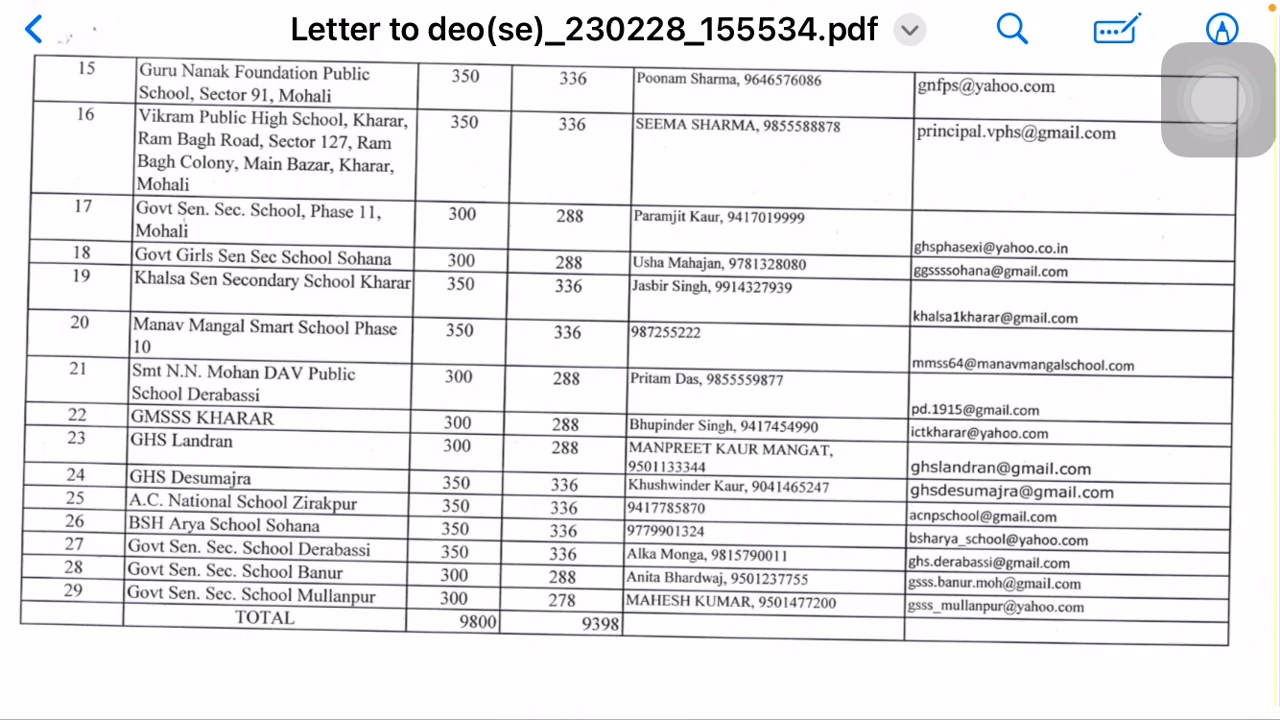 Letter to deo(se)_230228_155534.pdf
15 Guru Nanak Foundation Public School, Sector 91, Mohali 350 336 Poonam Sharma, 9646576086 gnfps@yahoo.com
16 Vikram Public High School, Kharar, Ram Bagh Road, Sector 127, Ram Bagh Colony, Main Bazar, Kharar, Mohali 350 336 SEEMA SHARMA, 9855588878 principal.vphs@gmail.com
17 Govt Sen. Sec. School, Phase 11, Mohali 300 288 Paramjit Kaur, 9417019999 ghsphasexi@yahoo.co.in
18 Govt Girls Sen Sec School Sohana 300 288 Usha Mahajan, 9781328080 ggssssohana@gmail.com
19 Khalsa Sen Secondary School Kharar 350 336 Jasbir Singh, 9914327939 khalsa1kharar@gmail.com
20 Manav Mangal Smart School Phase 10 350 336 987255222 mmss64@manavmangalschool.com
21 Smt N.N. Mohan DAV Public School Derabassi 300 288 Pritam Das, 9855559877 pd.1915@gmail.com
22 GMSSS KHARAR 300 288 Bhupinder Singh, 9417454990 ictkharar@yahoo.com
23 GHS Landran 300 288 MANPREET KAUR MANGAT, 9501133344 ghslandran@gmail.com
24 GHS Desumajra 350 336 Khushwinder Kaur, 9041465247 ghsdesumajra@gmail.com
25 A.C. National School Zirakpur 350 336 9417785870 acnpschool@gmail.com
26 BSH Arya School Sohana 350 336 9779901324 bsharya_school@yahoo.com
27 Govt Sen. Sec. School Derabassi 350 336 Alka Monga, 9815790011 ghs.derabassi@gmail.com
28 Govt Sen. Sec. School Banur 300 288 Anita Bhardwaj, 9501237755 gsss.banur.moh@gmail.com
29 Govt Sen. Sec. School Mullanpur 300 278 MAHESH KUMAR, 9501477200 gsss_mullanpur@yahoo.com
TOTAL 9800 9398